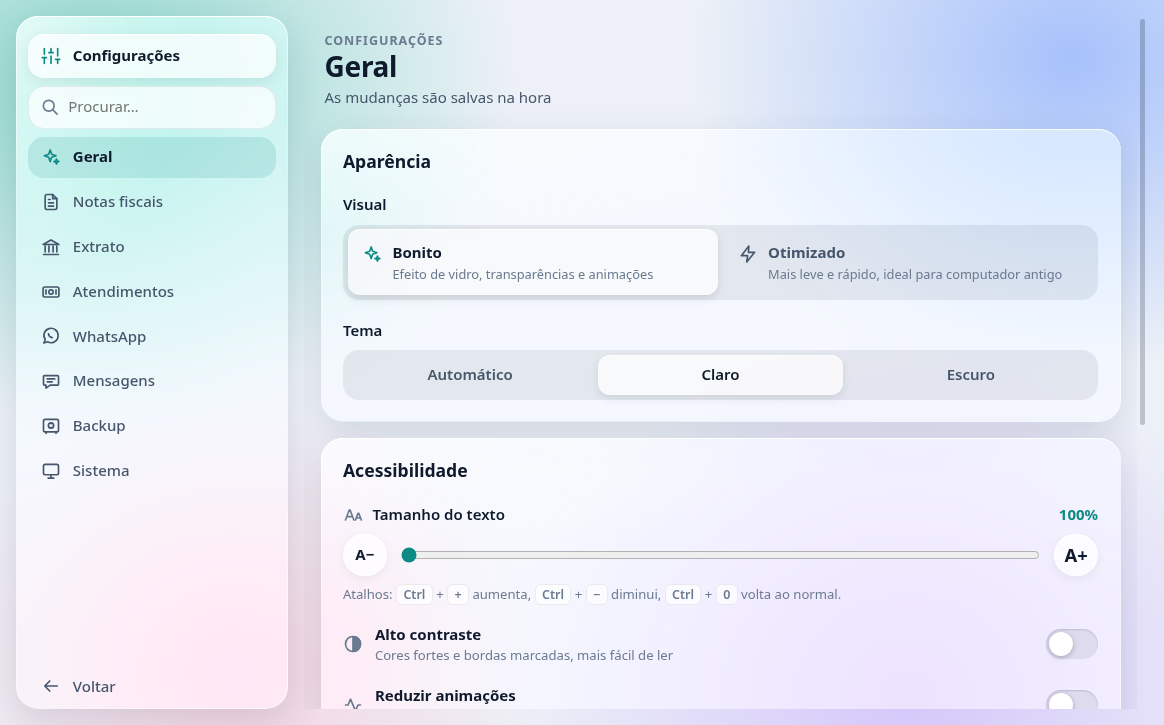 Configurações
Procurar...
Geral
Notas fiscais
Extrato
Atendimentos
WhatsApp
Mensagens
Backup
Sistema
Voltar
CONFIGURAÇÕES
Geral
As mudanças são salvas na hora
Aparência
Visual
Bonito
Efeito de vidro, transparências e animações
Otimizado
Mais leve e rápido, ideal para computador antigo
Tema
Automático
Claro
Escuro
Acessibilidade
AA Tamanho do texto 100%
A− A+
Atalhos: Ctrl + + aumenta, Ctrl + − diminui, Ctrl + 0 volta ao normal.
Alto contraste
Cores fortes e bordas marcadas, mais fácil de ler
Reduzir animações